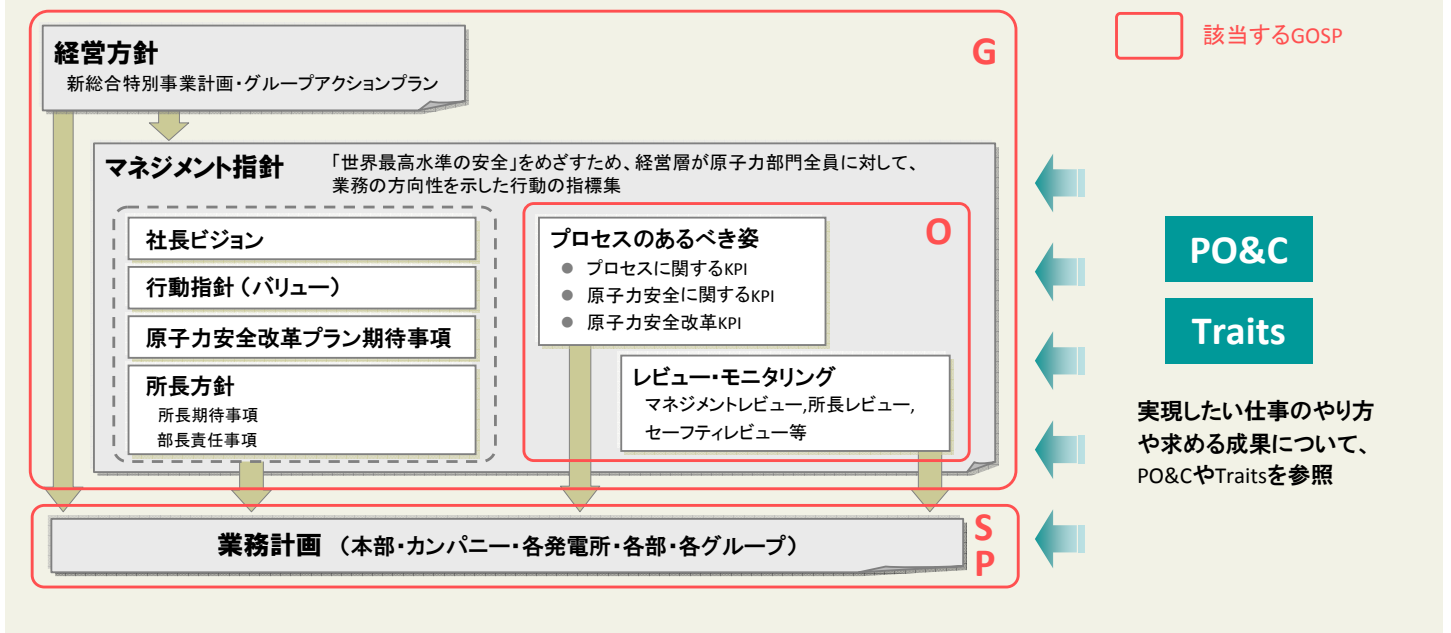 G
経営方針
新総合特別事業計画・グループアクションプラン
マネジメント指針
「世界最高水準の安全」をめざすため、経営層が原子力部門全員に対して、
業務の方向性を示した行動の指標集
社長ビジョン
行動指針（バリュー）
原子力安全改革プラン期待事項
所長方針
所長期待事項
部長責任事項
O
プロセスのあるべき姿
● プロセスに関するKPI
● 原子力安全に関するKPI
● 原子力安全改革KPI
レビュー・モニタリング
マネジメントレビュー,所長レビュー,
セーフティレビュー等
業務計画 （本部・カンパニー・各発電所・各部・各グループ）
S
P
該当するGOSP
PO&C
Traits
実現したい仕事のやり方
や求める成果について、
PO&CやTraitsを参照